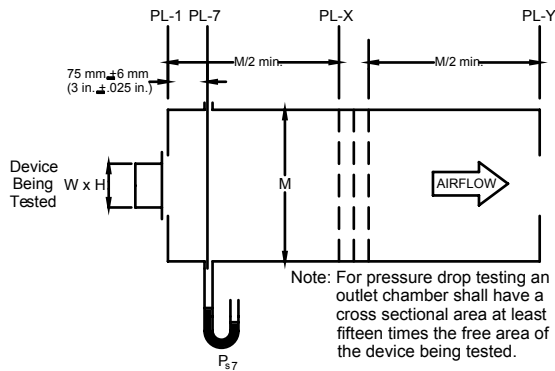 PL-1 PL-7 PL-X PL-Y
M/2 min. M/2 min.
75 mm ±6 mm
(3 in. ±.025 in.)
Device
Being
Tested
W x H
M
AIRFLOW
Note: For pressure drop testing an
outlet chamber shall have a
cross sectional area at least
fifteen times the free area of
the device being tested.
Ps7